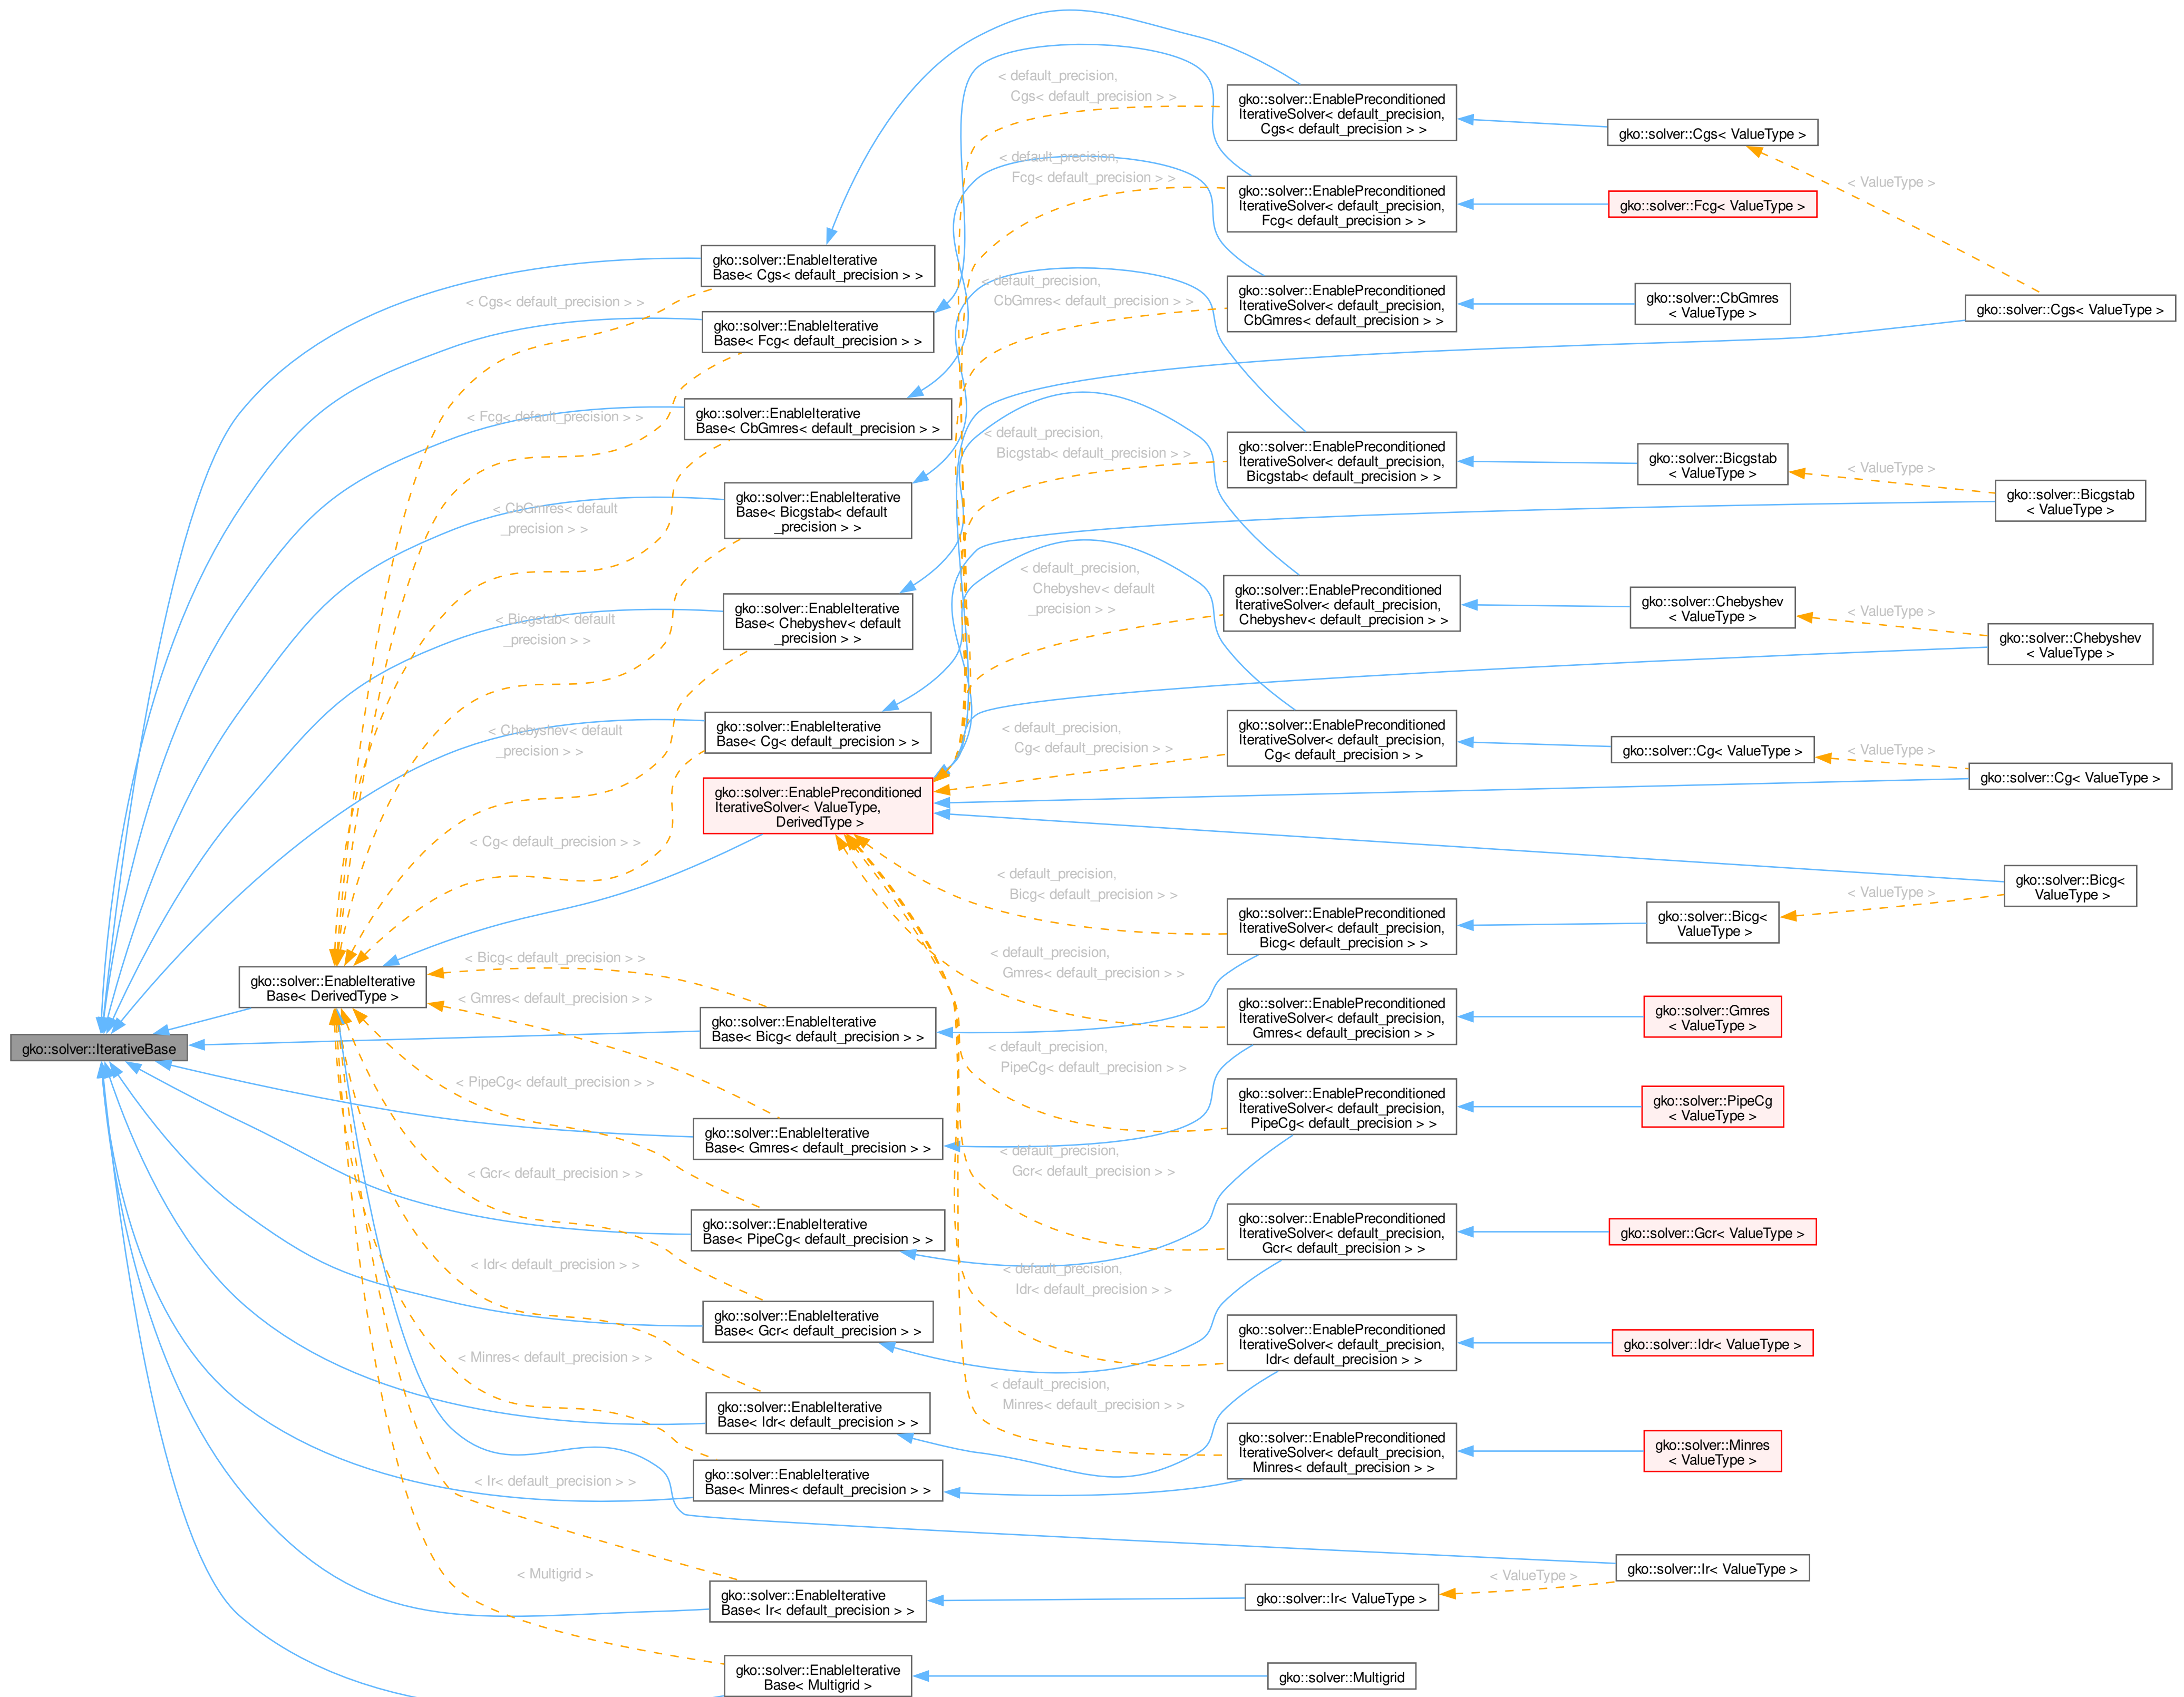 gko::solver::IterativeBase
gko::solver::EnableIterative
Base< DerivedType >
< Cgs< default_precision > >
< Fcg< default_precision > >
< CbGmres< default
_precision > >
< Bicgstab< default
_precision > >
< Chebyshev< default
_precision > >
< Cg< default_precision > >
< Bicg< default_precision > >
< Gmres< default_precision > >
< PipeCg< default_precision > >
< Gcr< default_precision > >
< Idr< default_precision > >
< Minres< default_precision > >
< Ir< default_precision > >
< Multigrid >
gko::solver::EnableIterative
Base< Cgs< default_precision > >
gko::solver::EnableIterative
Base< Fcg< default_precision > >
gko::solver::EnableIterative
Base< CbGmres< default_precision > >
gko::solver::EnableIterative
Base< Bicgstab< default
_precision > >
gko::solver::EnableIterative
Base< Chebyshev< default
_precision > >
gko::solver::EnableIterative
Base< Cg< default_precision > >
gko::solver::EnablePreconditioned
IterativeSolver< ValueType,
DerivedType >
gko::solver::EnableIterative
Base< Bicg< default_precision > >
gko::solver::EnableIterative
Base< Gmres< default_precision > >
gko::solver::EnableIterative
Base< PipeCg< default_precision > >
gko::solver::EnableIterative
Base< Gcr< default_precision > >
gko::solver::EnableIterative
Base< Idr< default_precision > >
gko::solver::EnableIterative
Base< Minres< default_precision > >
gko::solver::EnableIterative
Base< Ir< default_precision > >
gko::solver::EnableIterative
Base< Multigrid >
< default_precision,
Cgs< default_precision > >
< default_precision,
Fcg< default_precision > >
< default_precision,
CbGmres< default_precision > >
< default_precision,
Bicgstab< default_precision > >
< default_precision,
Chebyshev< default
_precision > >
< default_precision,
Cg< default_precision > >
< default_precision,
Bicg< default_precision > >
< default_precision,
Gmres< default_precision > >
< default_precision,
PipeCg< default_precision > >
< default_precision,
Gcr< default_precision > >
< default_precision,
Idr< default_precision > >
< default_precision,
Minres< default_precision > >
gko::solver::EnablePreconditioned
IterativeSolver< default_precision,
Cgs< default_precision > >
gko::solver::EnablePreconditioned
IterativeSolver< default_precision,
Fcg< default_precision > >
gko::solver::EnablePreconditioned
IterativeSolver< default_precision,
CbGmres< default_precision > >
gko::solver::EnablePreconditioned
IterativeSolver< default_precision,
Bicgstab< default_precision > >
gko::solver::EnablePreconditioned
IterativeSolver< default_precision,
Chebyshev< default_precision > >
gko::solver::EnablePreconditioned
IterativeSolver< default_precision,
Cg< default_precision > >
gko::solver::EnablePreconditioned
IterativeSolver< default_precision,
Bicg< default_precision > >
gko::solver::EnablePreconditioned
IterativeSolver< default_precision,
Gmres< default_precision > >
gko::solver::EnablePreconditioned
IterativeSolver< default_precision,
PipeCg< default_precision > >
gko::solver::EnablePreconditioned
IterativeSolver< default_precision,
Gcr< default_precision > >
gko::solver::EnablePreconditioned
IterativeSolver< default_precision,
Idr< default_precision > >
gko::solver::EnablePreconditioned
IterativeSolver< default_precision,
Minres< default_precision > >
gko::solver::Ir< ValueType >
gko::solver::Multigrid
gko::solver::Cgs< ValueType >
gko::solver::Fcg< ValueType >
gko::solver::CbGmres
< ValueType >
gko::solver::Bicgstab
< ValueType >
gko::solver::Chebyshev
< ValueType >
gko::solver::Cg< ValueType >
gko::solver::Bicg<
ValueType >
gko::solver::Gmres
< ValueType >
gko::solver::PipeCg
< ValueType >
gko::solver::Gcr< ValueType >
gko::solver::Idr< ValueType >
gko::solver::Minres
< ValueType >
< ValueType >
gko::solver::Ir< ValueType >
< ValueType >
< ValueType >
< ValueType >
< ValueType >
< ValueType >
gko::solver::Cgs< ValueType >
gko::solver::Bicgstab
< ValueType >
gko::solver::Chebyshev
< ValueType >
gko::solver::Cg< ValueType >
gko::solver::Bicg<
ValueType >